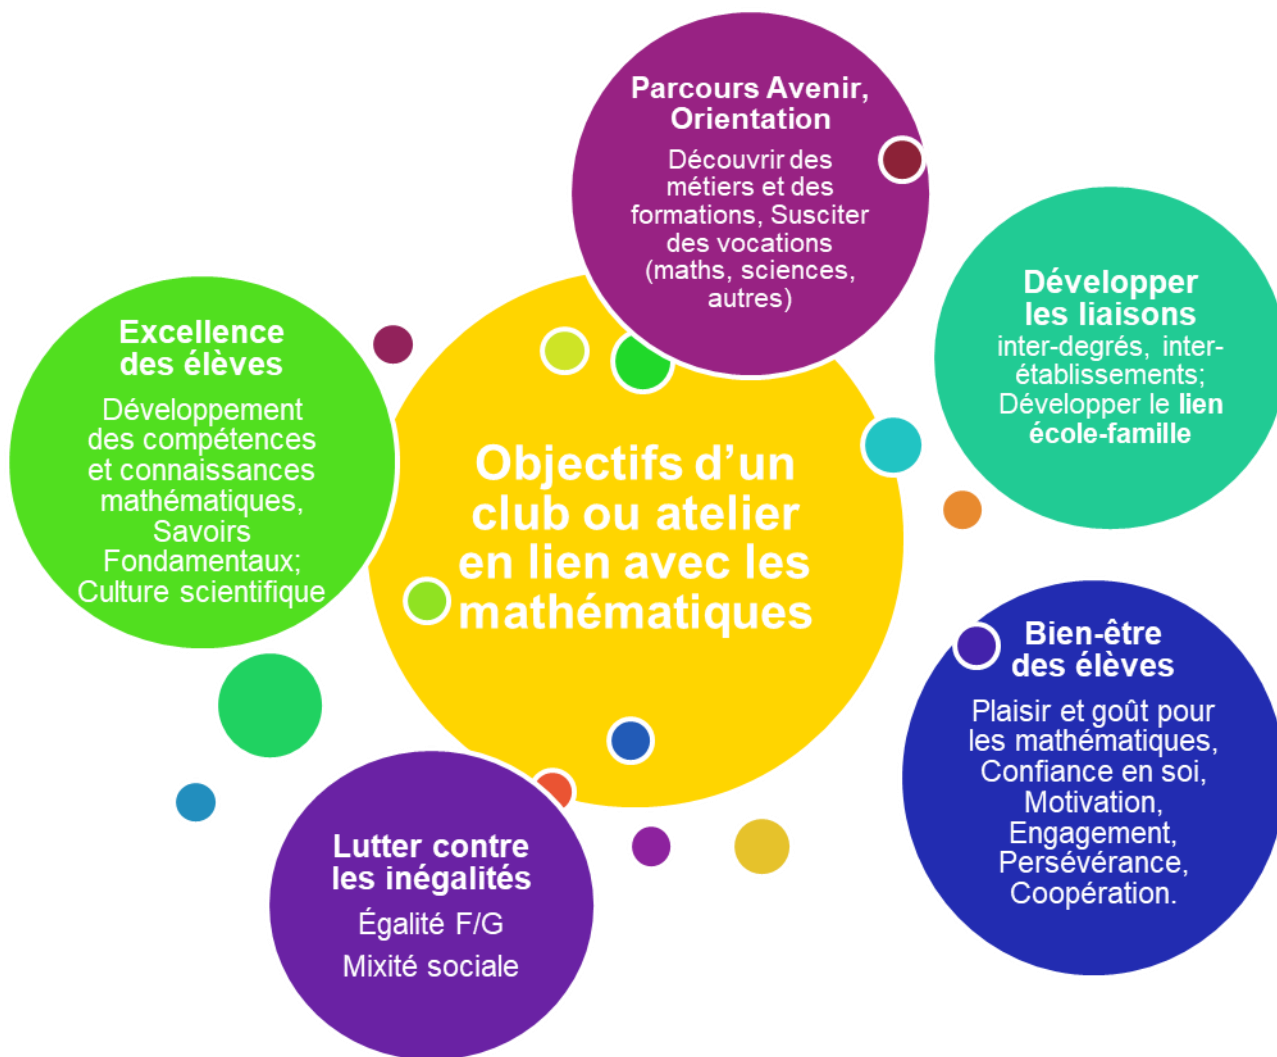 Parcours Avenir,
Orientation
Découvrir des
métiers et des
formations, Susciter
des vocations
(maths, sciences,
autres)
Développer
les liaisons
inter-degrés, inter-
établissements;
Développer le lien
école-famille
Excellence
des élèves
Développement
des compétences
et connaissances
mathématiques,
Savoirs
Fondamentaux;
Culture scientifique
Objectifs d’un
club ou atelier
en lien avec les
mathématiques
Bien-être
des élèves
Plaisir et goût pour
les mathématiques,
Confiance en soi,
Motivation,
Engagement,
Persévérance,
Coopération.
Lutter contre
les inégalités
Égalité F/G
Mixité sociale